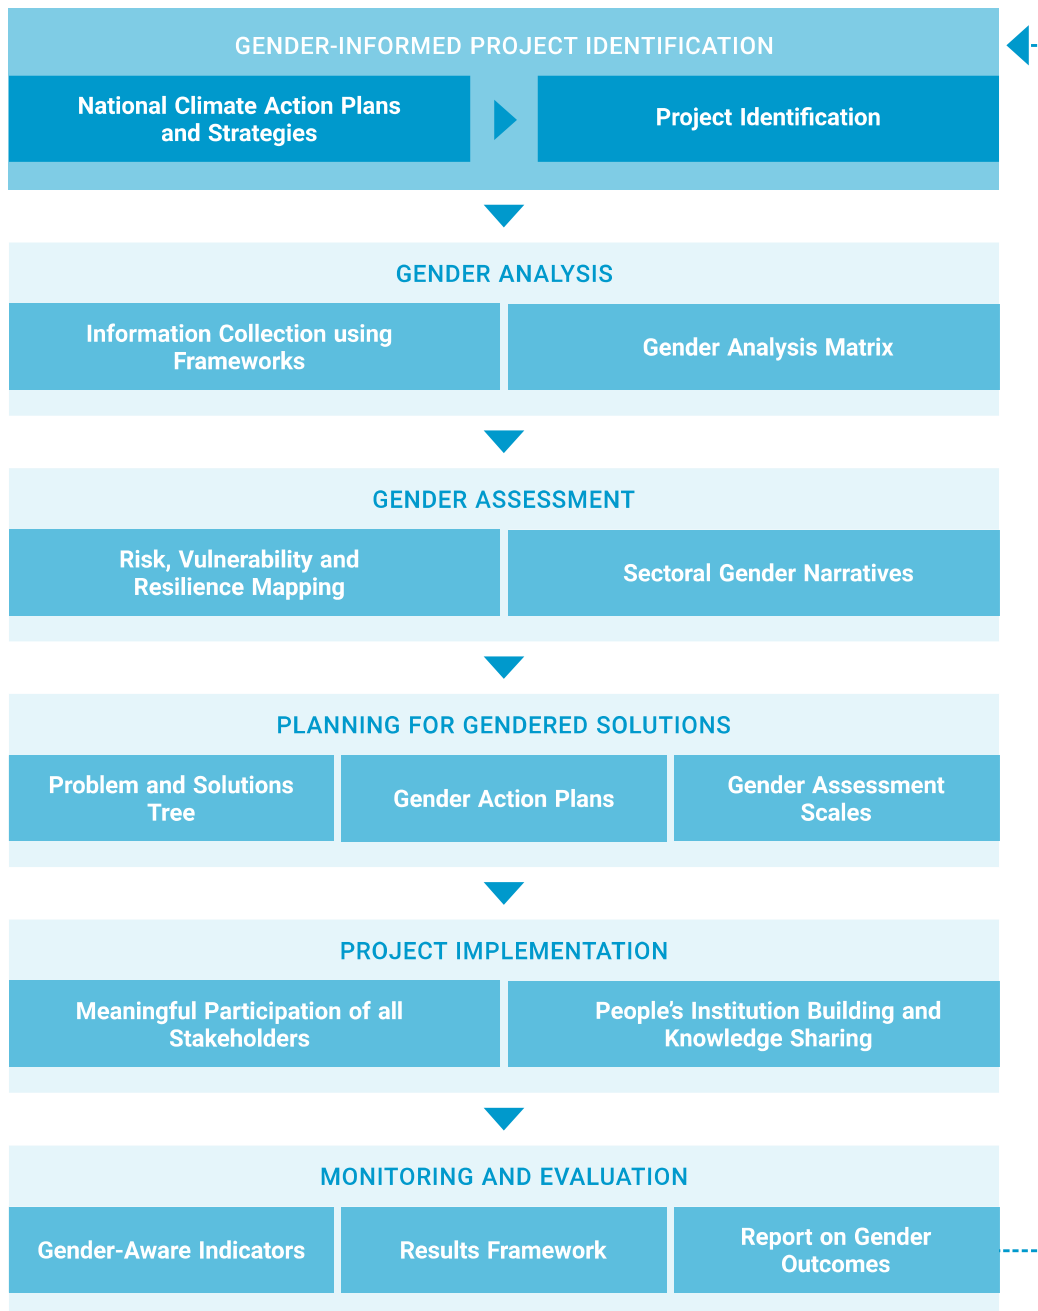 GENDER-INFORMED PROJECT IDENTIFICATION
National Climate Action Plans
and Strategies
Project Identification
GENDER ANALYSIS
Information Collection using
Frameworks
Gender Analysis Matrix
GENDER ASSESSMENT
Risk, Vulnerability and
Resilience Mapping
Sectoral Gender Narratives
PLANNING FOR GENDERED SOLUTIONS
Problem and Solutions
Tree
Gender Action Plans
Gender Assessment
Scales
PROJECT IMPLEMENTATION
Meaningful Participation of all
Stakeholders
People’s Institution Building and
Knowledge Sharing
MONITORING AND EVALUATION
Gender-Aware Indicators
Results Framework
Report on Gender
Outcomes